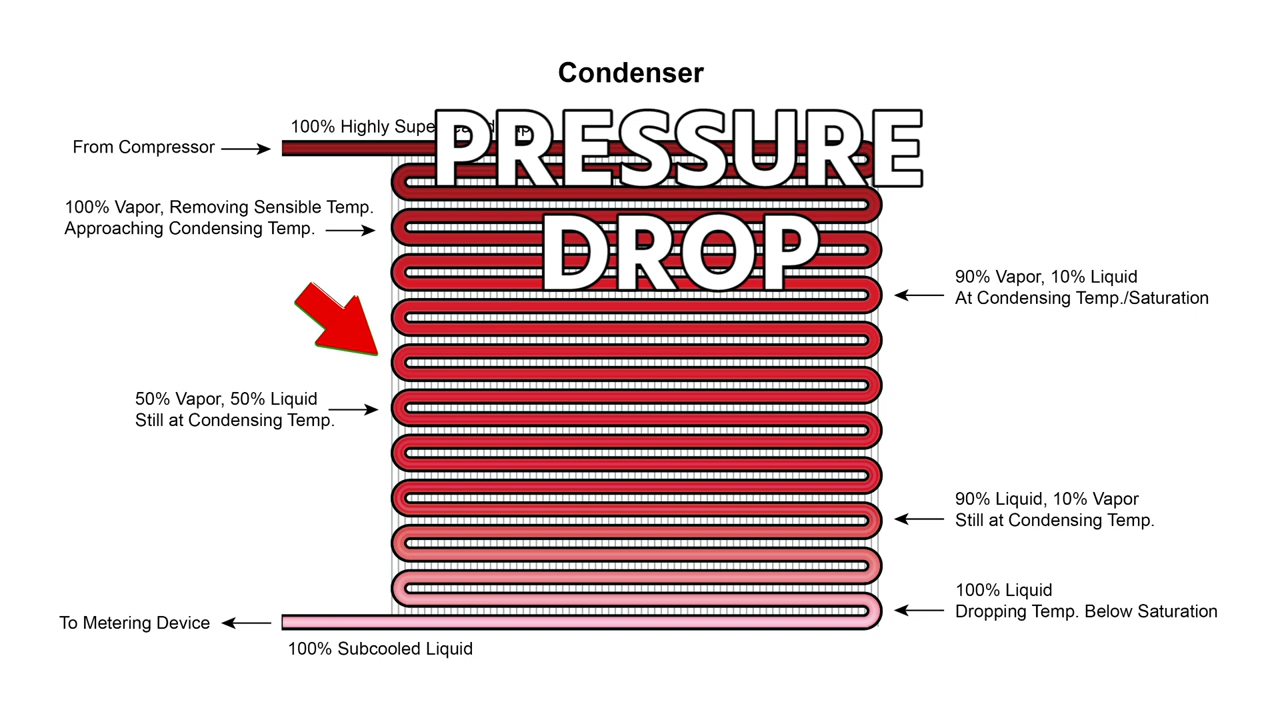 Condenser
100% Highly
PRESSURE
From Compressor
100% Vapor, Removing Sensible Temp.
Approaching Condensing Temp.
DROP
90% Vapor, 10% Liquid
At Condensing Temp./Saturation
50% Vapor, 50% Liquid
Still at Condensing Temp.
90% Liquid, 10% Vapor
Still at Condensing Temp.
100% Liquid
Dropping Temp. Below Saturation
To Metering Device
100% Subcooled Liquid